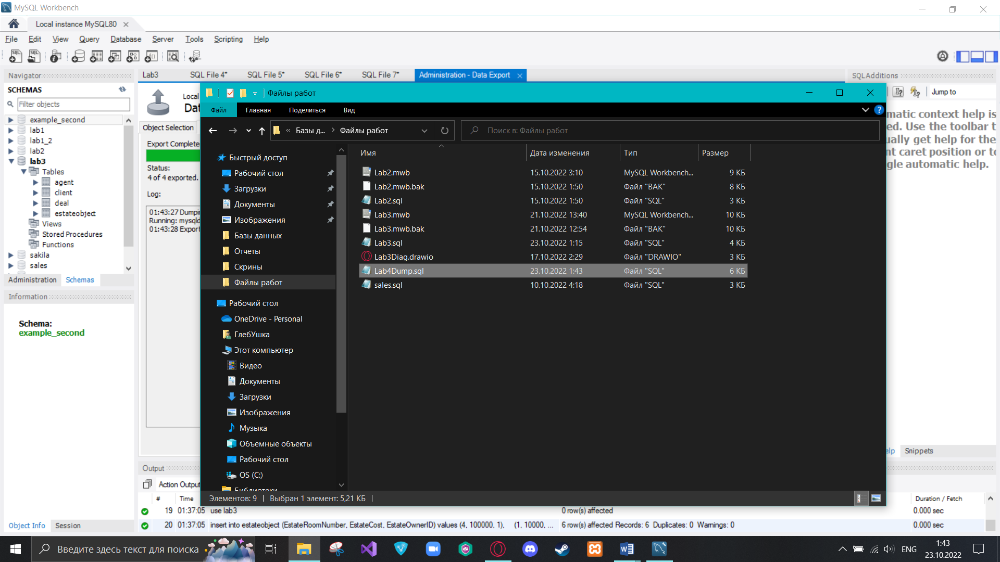 MySQL Workbench
Local instance MySQL80
File Edit View Query Database Server Tools Scripting Help
Navigator
SCHEMAS
Filter objects
example_second
lab1
lab1_2
lab2
lab3
Tables
agent
client
deal
estateobject
Views
Stored Procedures
Functions
sakila
sales
Administration Schemas
Information
Schema:
example_second
Object Info Session
Lab3 SQL File 4* SQL File 5* SQL File 6* SQL File 7* Administration - Data Export
Local
Dat
Object Selection
Export Complete
Status:
4 of 4 exported.
Log:
01:43:27 Dumpi
Running: mysqld
01:43:28 Export
Файлы работ
Файл Главная Поделиться Вид
« Базы д... Файлы работ
Поиск в: Файлы работ
Быстрый доступ
Рабочий стол
Загрузки
Документы
Изображения
Базы данных
Отчеты
Скрины
Файлы работ
Рабочий стол
OneDrive - Personal
ГлебУшка
Этот компьютер
Видео
Документы
Загрузки
Изображения
Музыка
Объемные объекты
Рабочий стол
OS (C:)
Библиотеки
Имя Дата изменения Тип Размер
Lab2.mwb 15.10.2022 3:10 MySQL Workbench... 9 КБ
Lab2.mwb.bak 15.10.2022 1:50 Файл "BAK" 8 КБ
Lab2.sql 15.10.2022 1:50 Файл "SQL" 3 КБ
Lab3.mwb 21.10.2022 13:40 MySQL Workbench... 10 КБ
Lab3.mwb.bak 21.10.2022 12:54 Файл "BAK" 10 КБ
Lab3.sql 23.10.2022 1:15 Файл "SQL" 4 КБ
Lab3Diag.drawio 17.10.2022 2:29 Файл "DRAWIO" 3 КБ
Lab4Dump.sql 23.10.2022 1:43 Файл "SQL" 6 КБ
sales.sql 10.10.2022 4:18 Файл "SQL" 3 КБ
Элементов: 9 Выбран 1 элемент: 5,21 КБ
SQLAdditions
Jump to
matic context help is
ed. Use the toolbar t
ually get help for the
nt caret position or to
gle automatic help.
elp Snippets
Output
Action Output
# Time Duration / Fetch
19 01:37:05 use lab3 0 row(s) affected 0.000 sec
20 01:37:05 insert into estateobject (EstateRoomNumber, EstateCost, EstateOwnerID) values (4, 100000, 1), (1, 10000, ... 6 row(s) affected Records: 6 Duplicates: 0 Warnings: 0 0.000 sec
Введите здесь текст для поиска
ENG
1:43
23.10.2022